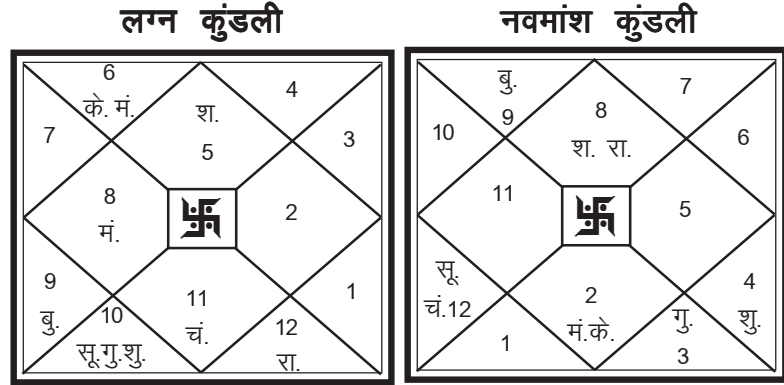 लग्न कुंडली
6
के. मं.
श.
5
4
3
7
8
मं.
2
9
बु.
10
सू.गु.शु.
11
चं.
12
रा.
1
नवमांश कुंडली
बु.
9
8
श. रा.
7
6
10
11
5
सू.
चं.12
2
मं.के.
4
शु.
गु.
3
1